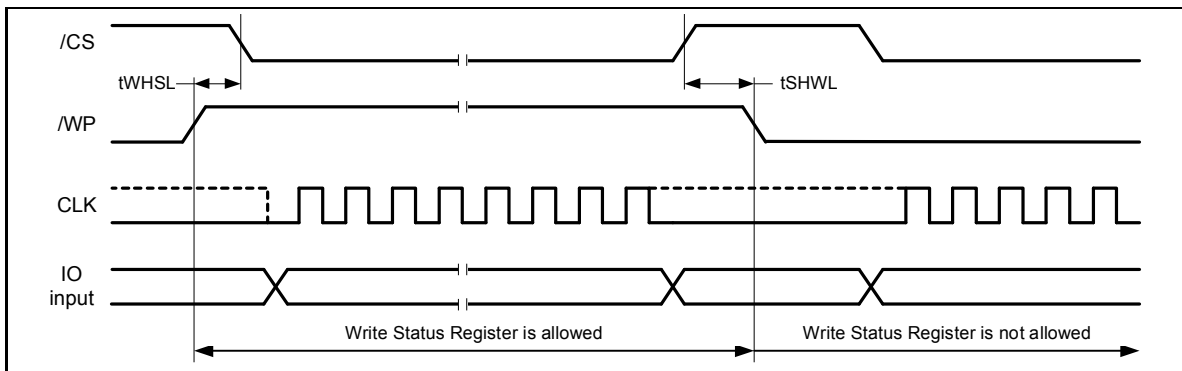 /CS
tWHSL
tSHWL
/WP
CLK
IO
input
Write Status Register is allowed
Write Status Register is not allowed